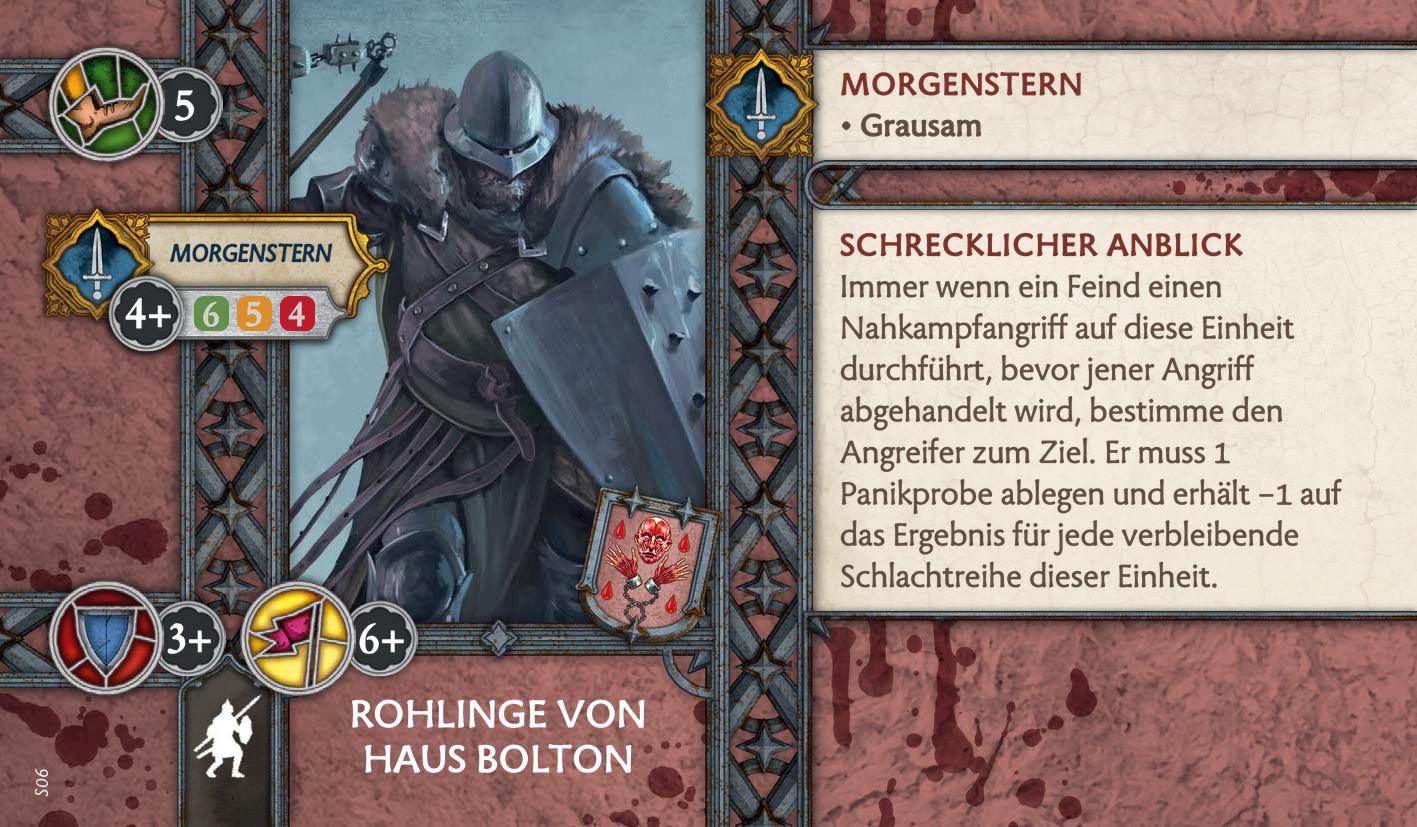 5
MORGENSTERN
4+ 6 5 4
3+ 6+
ROHLINGE VON
HAUS BOLTON
S06
MORGENSTERN
• Grausam
SCHRECKLICHER ANBLICK
Immer wenn ein Feind einen
Nahkampfangriff auf diese Einheit
durchführt, bevor jener Angriff
abgehandelt wird, bestimme den
Angreifer zum Ziel. Er muss 1
Panikprobe ablegen und erhält –1 auf
das Ergebnis für jede verbleibende
Schlachtreihe dieser Einheit.